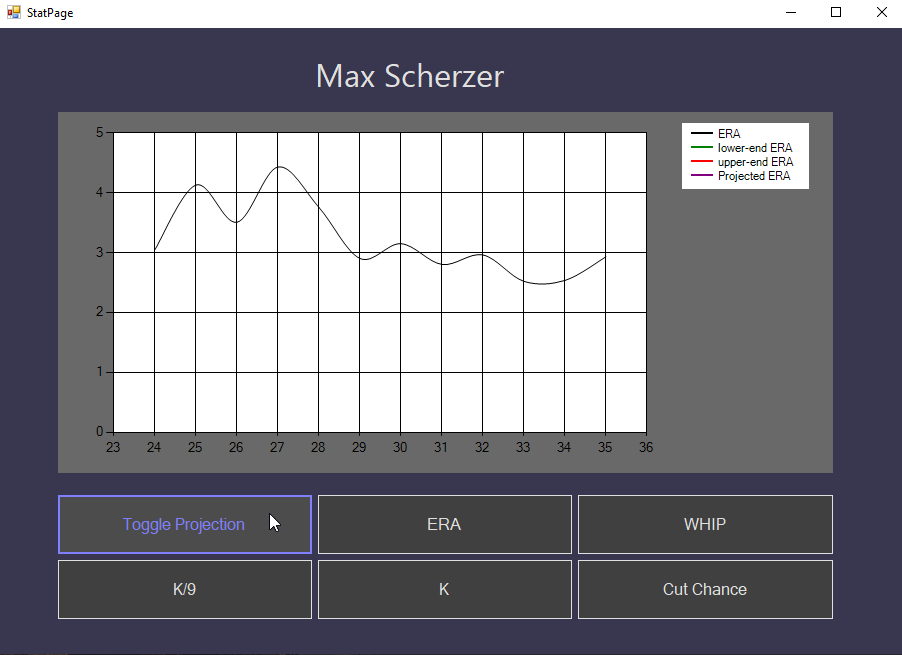 StatPage
Max Scherzer
5
4
3
2
1
0
23 24 25 26 27 28 29 30 31 32 33 34 35 36
ERA
lower-end ERA
upper-end ERA
Projected ERA
Toggle Projection ERA WHIP
K/9 K Cut Chance